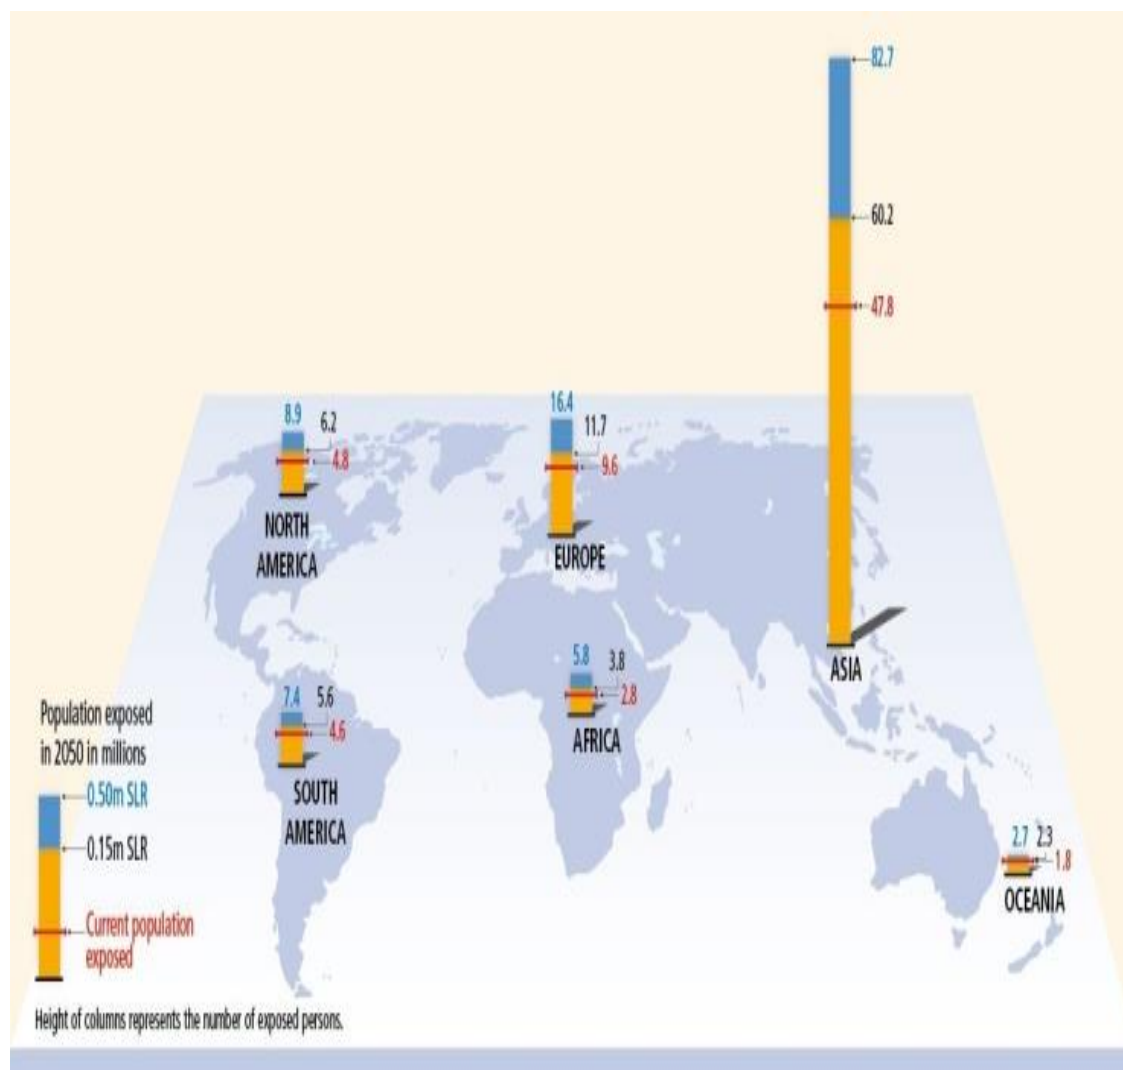 82.7
60.2
47.8
8.9
6.2
4.8
NORTH
AMERICA
16.4
11.7
9.6
EUROPE
ASIA
5.8
3.8
2.8
AFRICA
7.4
5.6
4.6
SOUTH
AMERICA
2.7
2.3
1.8
OCEANIA
Population exposed
in 2050 in millions
0.50m SLR
0.15m SLR
Current population
exposed
Height of columns represents the number of exposed persons.